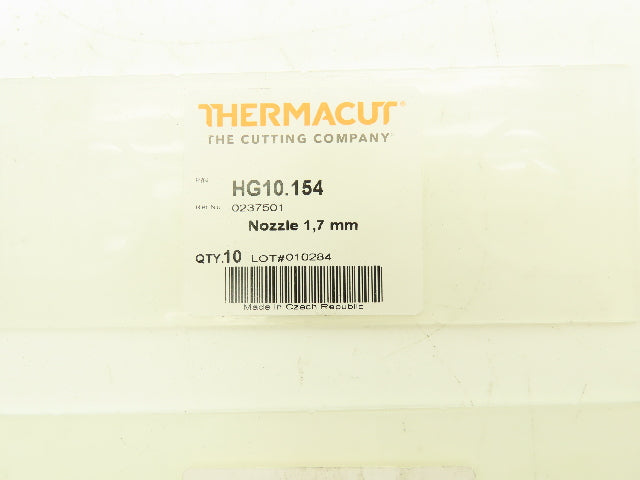 THERMACUT®
THE CUTTING COMPANY
P/N
HG10.154
Ref.No. 0237501
Nozzle 1,7 mm
QTY.10 LOT#010284
Made in Czech Republic